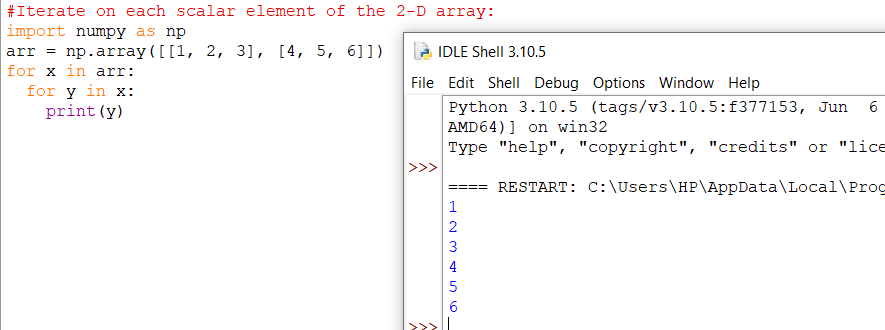 #Iterate on each scalar element of the 2-D array:
import numpy as np
arr = np.array([[1, 2, 3], [4, 5, 6]])
for x in arr:
  for y in x:
    print(y)
IDLE Shell 3.10.5
File Edit Shell Debug Options Window Help
Python 3.10.5 (tags/v3.10.5:f377153, Jun  6
AMD64)] on win32
Type "help", "copyright", "credits" or "lice
>>>
==== RESTART: C:\Users\HP\AppData\Local\Prog
1
2
3
4
5
6
>>>